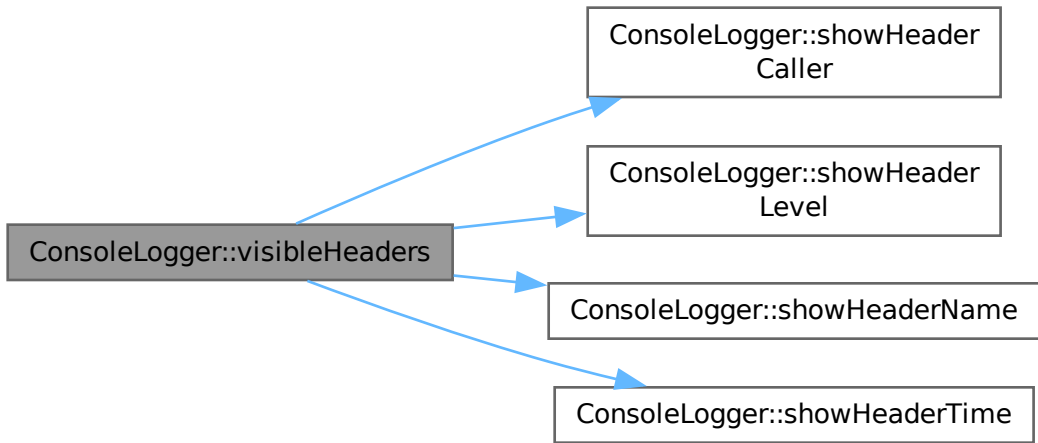 ConsoleLogger::showHeader
Caller
ConsoleLogger::showHeader
Level
ConsoleLogger::visibleHeaders
ConsoleLogger::showHeaderName
ConsoleLogger::showHeaderTime